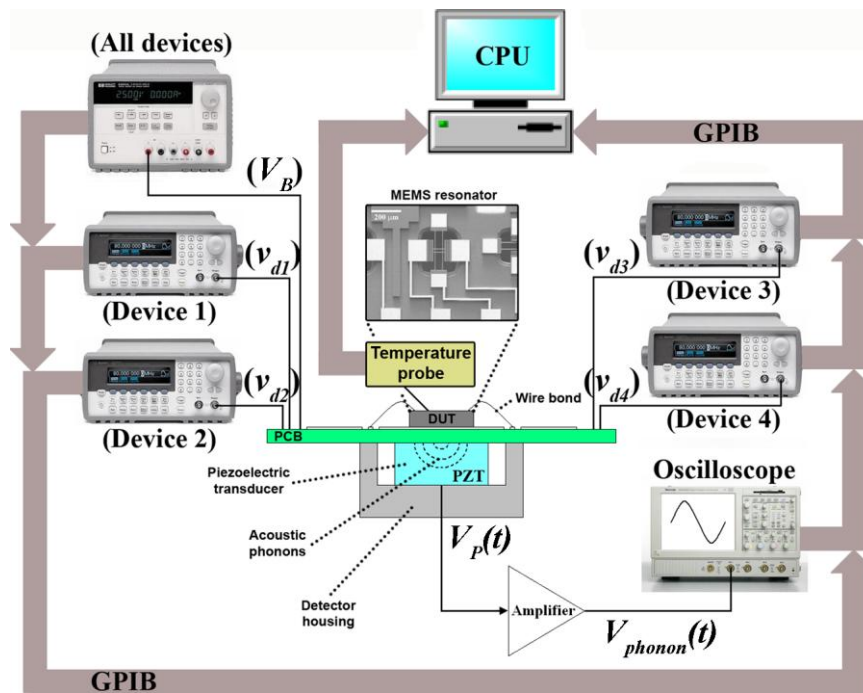 (All devices)
CPU
GPIB
(V_B)
MEMS resonator
200 μm
(v_d1)
(v_d3)
(Device 1)
(Device 3)
Temperature
probe
(v_d2)
(v_d4)
Wire bond
(Device 2)
(Device 4)
DUT
PCB
Piezoelectric
transducer
PZT
Oscilloscope
Acoustic
phonons
V_P(t)
Detector
housing
Amplifier
V_phonon(t)
GPIB